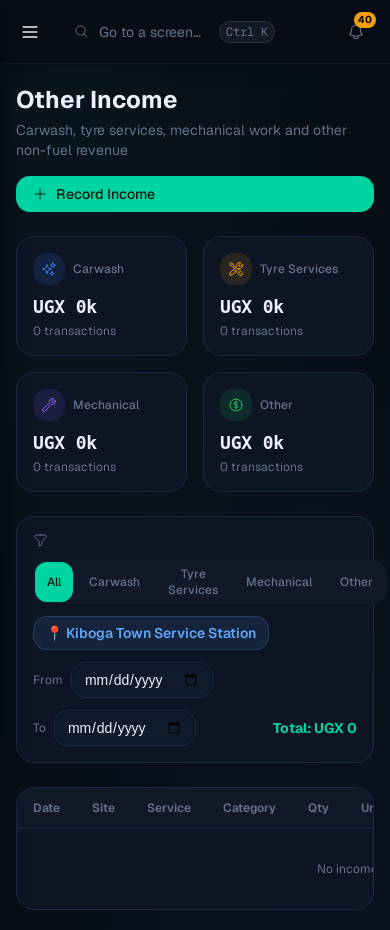 Go to a screen... Ctrl K 40
Other Income
Carwash, tyre services, mechanical work and other
non-fuel revenue
Record Income
Carwash
UGX 0k
0 transactions
Tyre Services
UGX 0k
0 transactions
Mechanical
UGX 0k
0 transactions
Other
UGX 0k
0 transactions
All Carwash Tyre Services Mechanical Other
Kiboga Town Service Station
From mm/dd/yyyy
To mm/dd/yyyy Total: UGX 0
Date Site Service Category Qty
No income